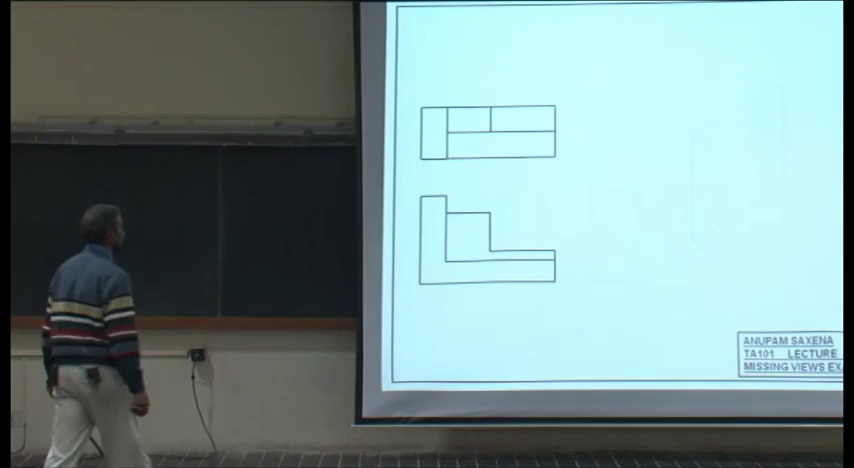 ANUPAM SAXENA
TA101 LECTURE
MISSING VIEWS EX